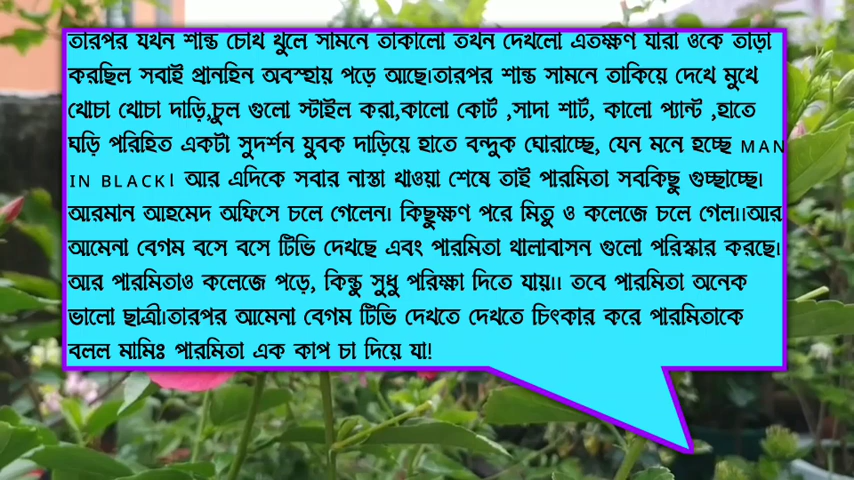 তারপর যখন শান্ত চোখ খুলে সামনে তাকালো তখন দেখলো এতক্ষণ যারা ওকে তাড়া
করছিল সবাই প্রানহিন অবস্হায় পড়ে আছে।তারপর শান্ত সামনে তাকিয়ে দেখে মুখে
খোচা খোচা দাড়ি,চুল গুলো স্টাইল করা,কালো কোর্ট ,সাদা শার্ট, কালো প্যান্ট ,হাতে
ঘড়ি পরিহিত একটা সুদর্শন যুবক দাড়িয়ে হাতে বন্দুক ঘোরাচ্ছে, যেন মনে হচ্ছে MAN
IN BLACK। আর এদিকে সবার নাস্তা খাওয়া শেষে তাই পারমিতা সবকিছু গুচ্ছাচ্ছে।
আরমান আহমেদ অফিসে চলে গেলেন। কিছুক্ষণ পরে মিতু ও কলেজে চলে গেল।।আর
আমেনা বেগম বসে বসে টিভি দেখছে এবং পারমিতা থালাবাসন গুলো পরিস্কার করছে।
আর পারমিতাও কলেজে পড়ে, কিন্তু সুধু পরিক্ষা দিতে যায়।। তবে পারমিতা অনেক
ভালো ছাত্রী।তারপর আমেনা বেগম টিভি দেখতে দেখতে চিৎকার করে পারমিতাকে
বলল মামিঃ পারমিতা এক কাপ চা দিয়ে যা!